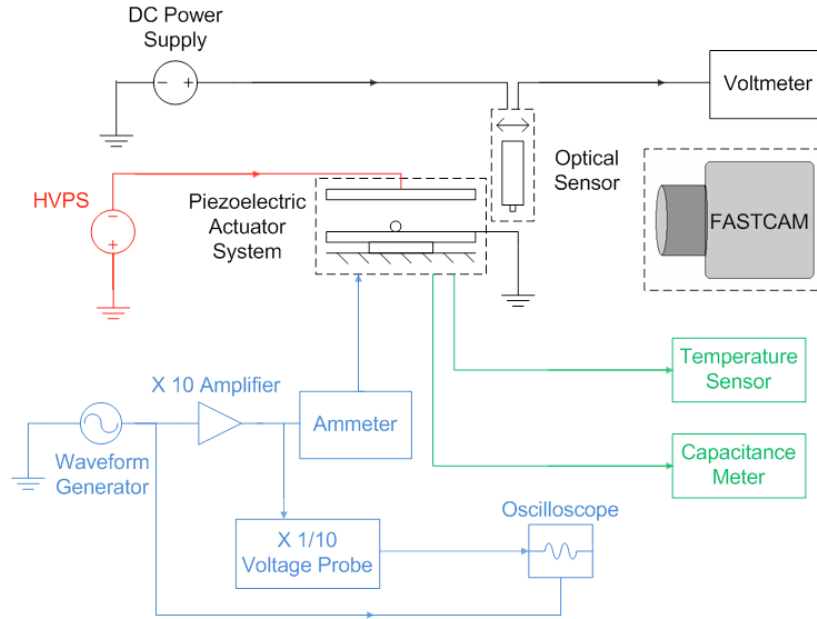 DC Power
Supply
Voltmeter
Optical
Sensor
FASTCAM
HVPS
Piezoelectric
Actuator
System
Temperature
Sensor
X 10 Amplifier
Ammeter
Waveform
Generator
Capacitance
Meter
Oscilloscope
X 1/10
Voltage Probe